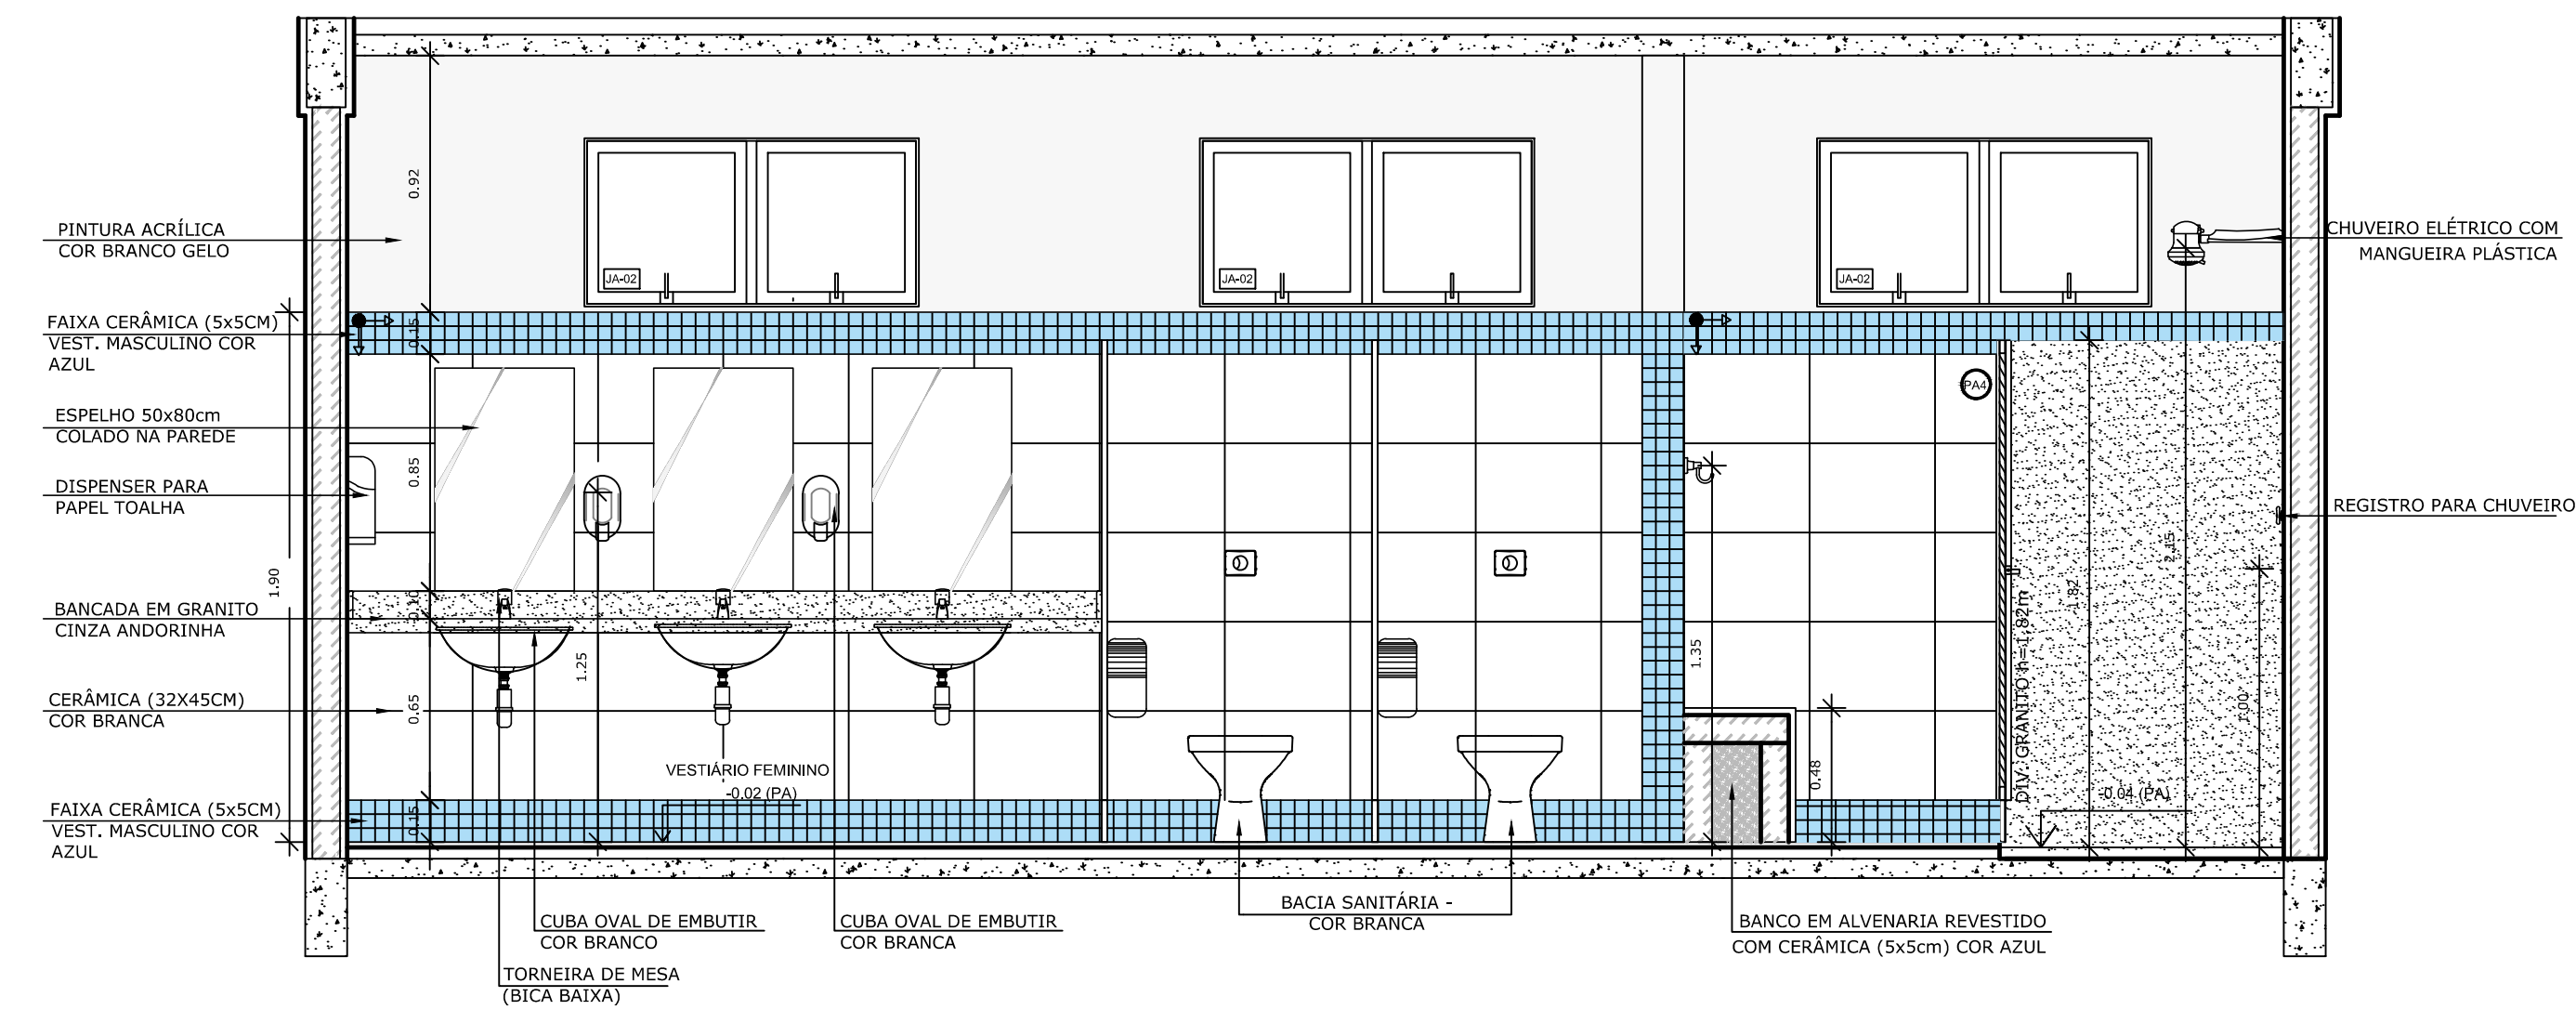 PINTURA ACRÍLICA
COR BRANCO GELO
FAIXA CERÂMICA (5x5CM)
VEST. MASCULINO COR
AZUL
ESPELHO 50x80cm
COLADO NA PAREDE
DISPENSER PARA
PAPEL TOALHA
1.90
BANCADA EM GRANITO
CINZA ANDORINHA
CERÂMICA (32X45CM)
COR BRANCA
FAIXA CERÂMICA (5x5CM)
VEST. MASCULINO COR
AZUL
0.92
0.15
0.85
0.10
0.65
0.15
1.25
JA-02
JA-02
JA-02
VESTIÁRIO FEMININO
-0.02 (PA)
PA4
1.35
0.48
DIV. GRANITO h=1,82m
1.82
2.15
1.00
-0.04 (PA)
CHUVEIRO ELÉTRICO COM
MANGUEIRA PLÁSTICA
REGISTRO PARA CHUVEIRO
CUBA OVAL DE EMBUTIR
COR BRANCO
CUBA OVAL DE EMBUTIR
COR BRANCA
TORNEIRA DE MESA
(BICA BAIXA)
BACIA SANITÁRIA -
COR BRANCA
BANCO EM ALVENARIA REVESTIDO
COM CERÂMICA (5x5cm) COR AZUL